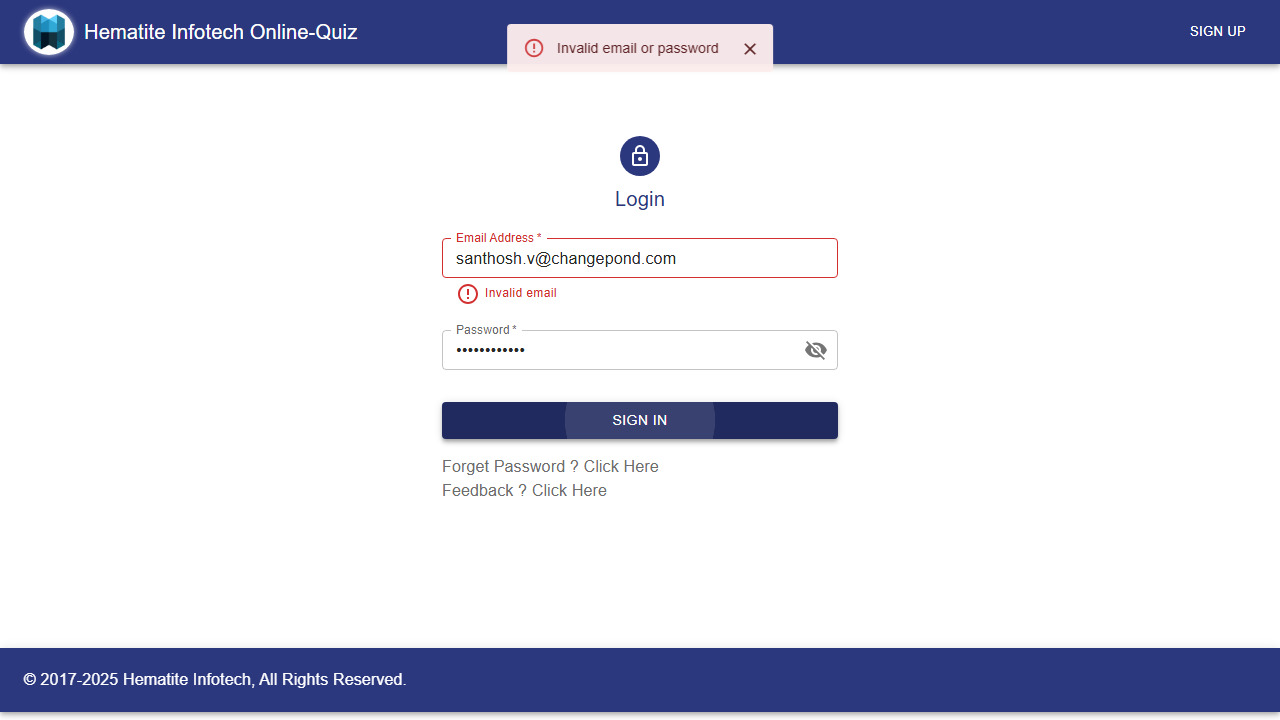 Hematite Infotech Online-Quiz
Invalid email or password
SIGN UP
Login
Email Address *
santhosh.v@changepond.com
Invalid email
Password *
••••••••••••
SIGN IN
Forget Password ? Click Here
Feedback ? Click Here
© 2017-2025 Hematite Infotech, All Rights Reserved.